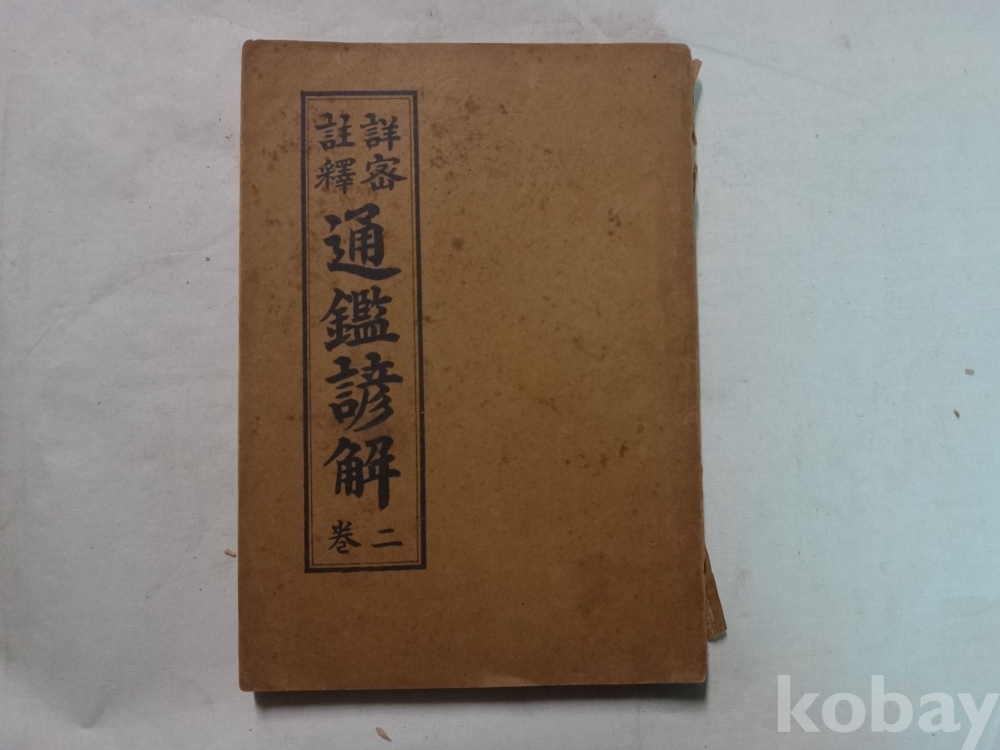 詳密
註釋
通鑑諺解
二卷
kobay